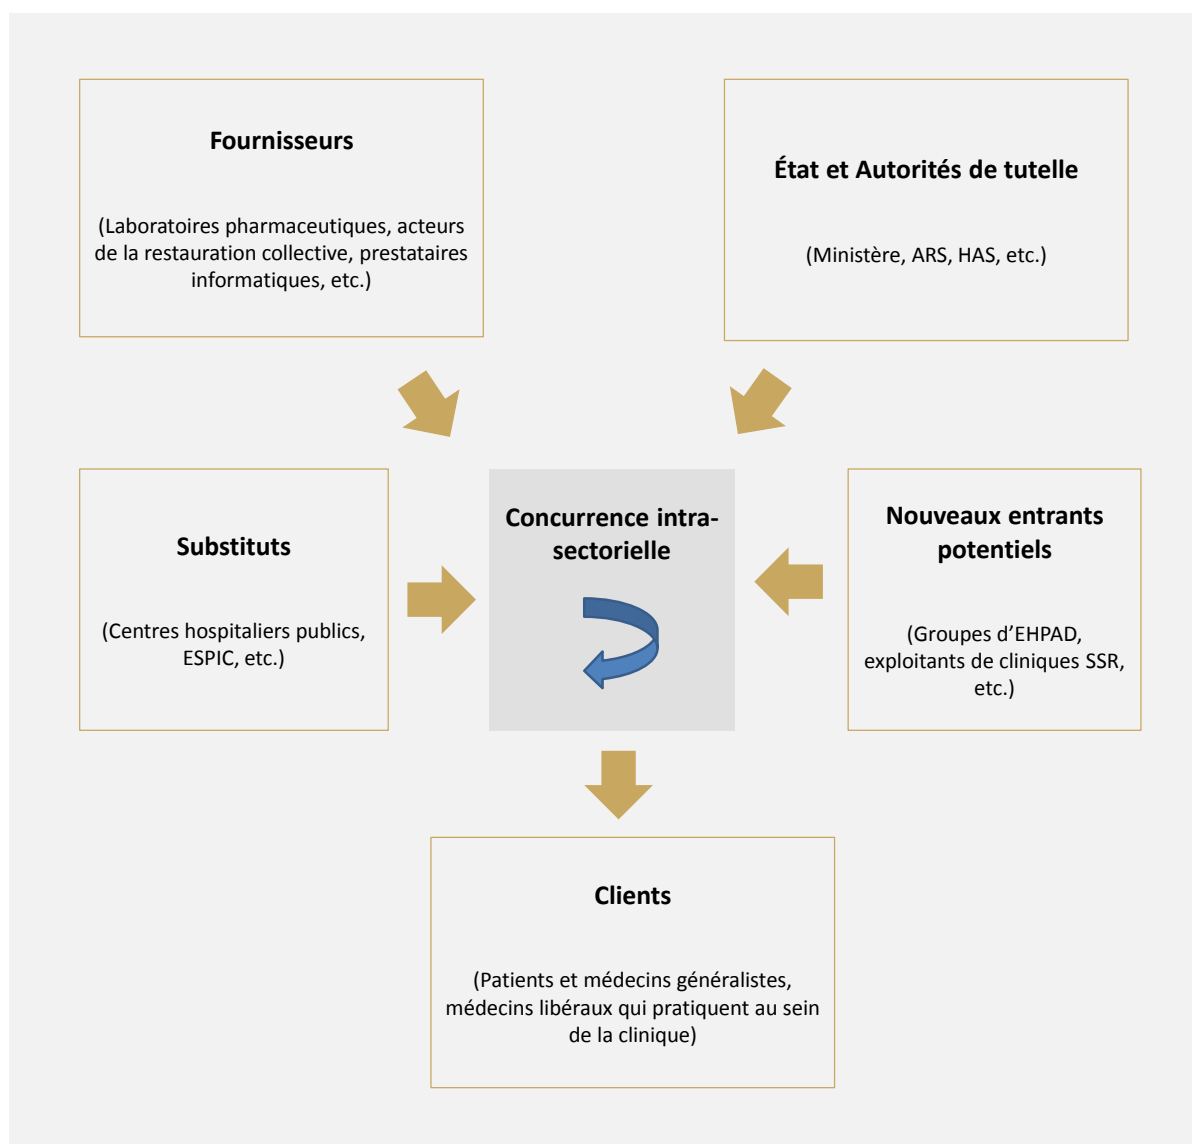 Fournisseurs
(Laboratoires pharmaceutiques, acteurs
de la restauration collective, prestataires
informatiques, etc.)
État et Autorités de tutelle
(Ministère, ARS, HAS, etc.)
Substituts
(Centres hospitaliers publics,
ESPIC, etc.)
Concurrence intra-
sectorielle
Nouveaux entrants
potentiels
(Groupes d’EHPAD,
exploitants de cliniques SSR,
etc.)
Clients
(Patients et médecins généralistes,
médecins libéraux qui pratiquent au sein
de la clinique)